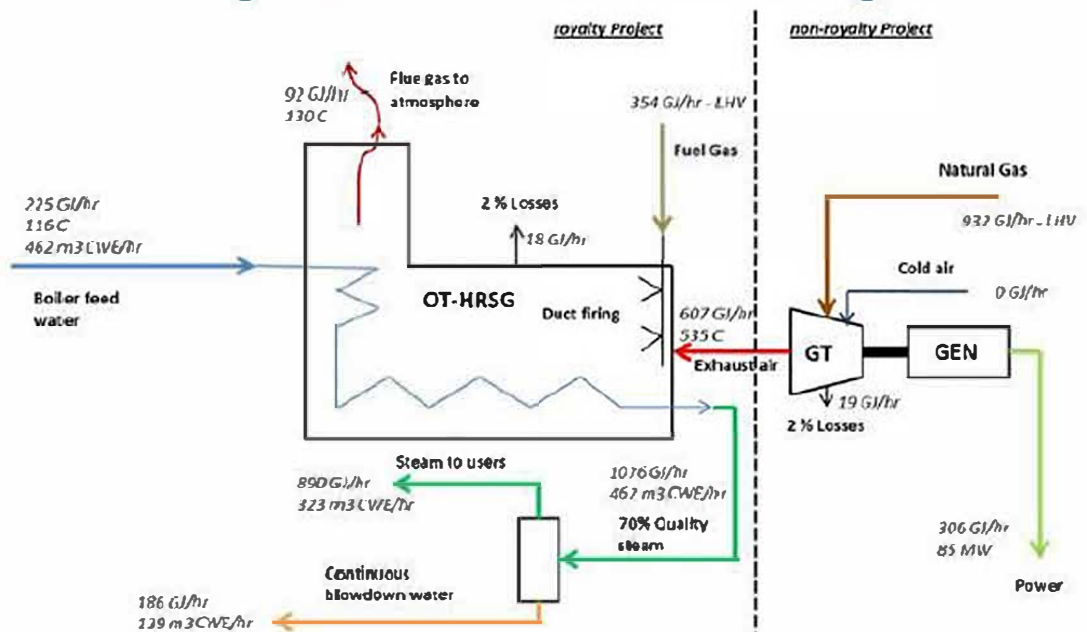 royalty Project
non-royalty Project
Flue gas to
atmosphere
92 GJ/hr
130 C
354 GJ/hr - LHV
Fuel Gas
Natural Gas
932 GJ/hr - LHV
225 GJ/hr
116 C
462 m3 CWE/hr
2 % Losses
18 GJ/hr
Cold air
0 GJ/hr
Boiler feed
water
OT-HRSG
Duct firing
607 GJ/hr
535 C
Exhaust air
GT
GEN
19 GJ/hr
2 % Losses
Steam to users
890 GJ/hr
323 m3 CWE/hr
1076 GJ/hr
462 m3 CWE/hr
70% Quality
steam
306 GJ/hr
85 MW
Power
Continuous
blowdown water
186 GJ/hr
139 m3 CWE/hr